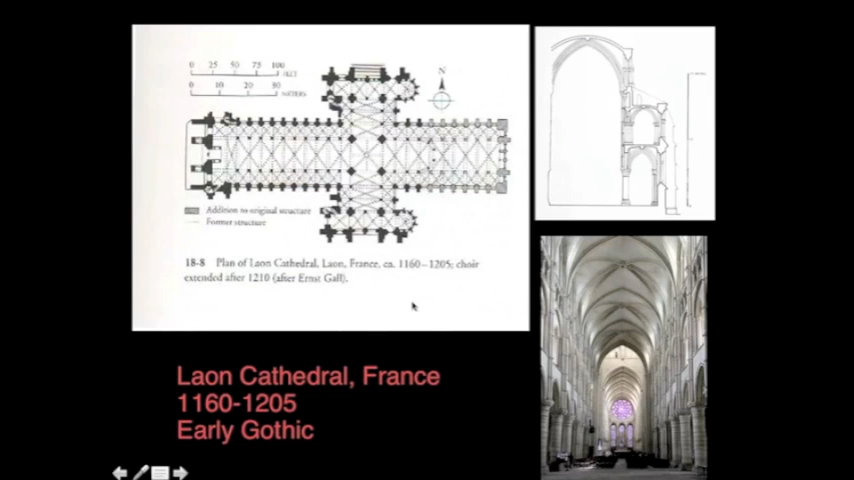 0 25 50 75 100
FEET
0 10 20 30
METERS
N
Addition to original structure
Former structure
18-8 Plan of Laon Cathedral, Laon, France, ca. 1160–1205; choir
extended after 1210 (after Ernst Gall).
Laon Cathedral, France
1160-1205
Early Gothic